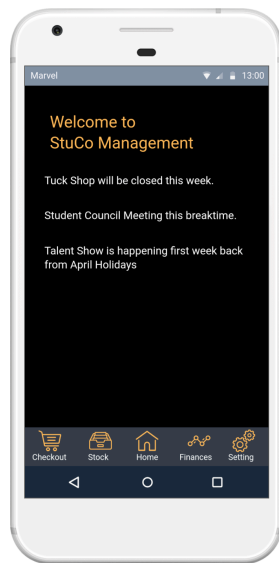 Marvel 13:00
Welcome to
StuCo Management
Tuck Shop will be closed this week.
Student Council Meeting this breaktime.
Talent Show is happening first week back
from April Holidays
Checkout Stock Home Finances Setting